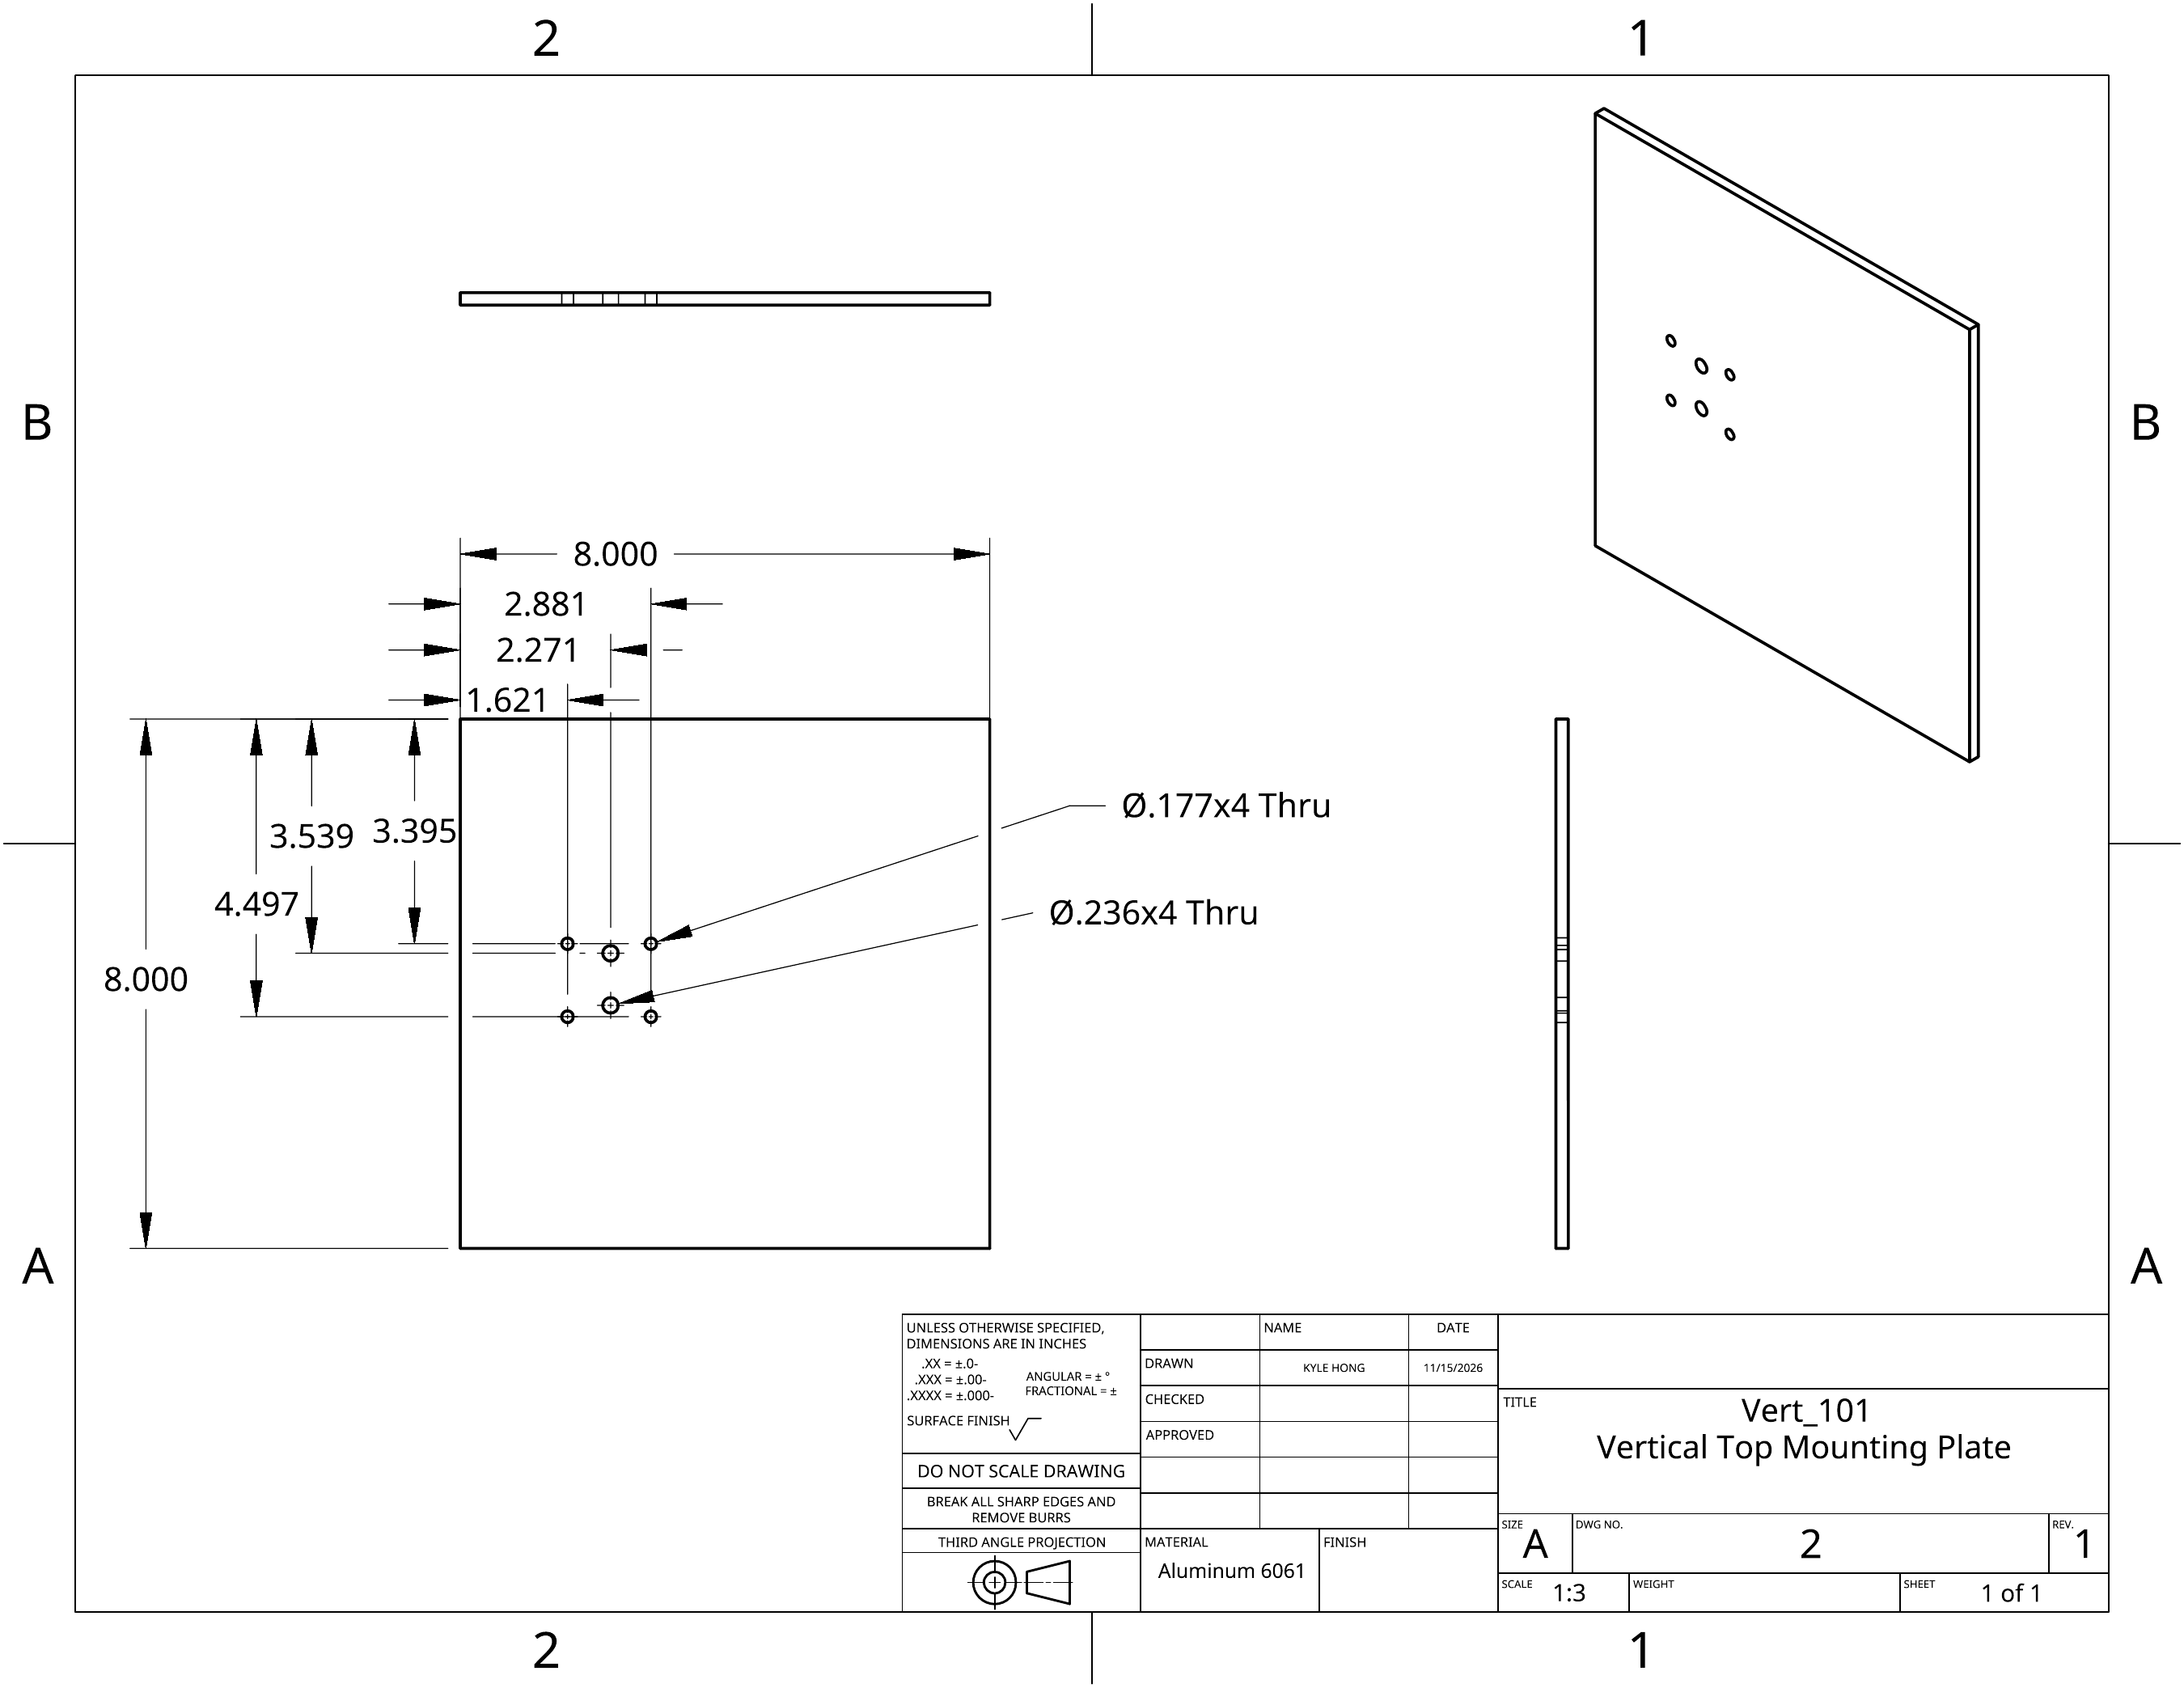 2
1
B
B
8.000
2.881
2.271
1.621
3.539
3.395
4.497
8.000
Ø.177x4 Thru
Ø.236x4 Thru
A
A
UNLESS OTHERWISE SPECIFIED,
DIMENSIONS ARE IN INCHES
.XX = ±.0-
.XXX = ±.00-
.XXXX = ±.000-
ANGULAR = ± °
FRACTIONAL = ±
SURFACE FINISH
DO NOT SCALE DRAWING
BREAK ALL SHARP EDGES AND
REMOVE BURRS
THIRD ANGLE PROJECTION
NAME
DATE
DRAWN
KYLE HONG
11/15/2026
CHECKED
APPROVED
MATERIAL
Aluminum 6061
FINISH
TITLE
Vert_101
Vertical Top Mounting Plate
SIZE
A
DWG NO.
2
REV.
1
SCALE
1:3
WEIGHT
SHEET
1 of 1
2
1